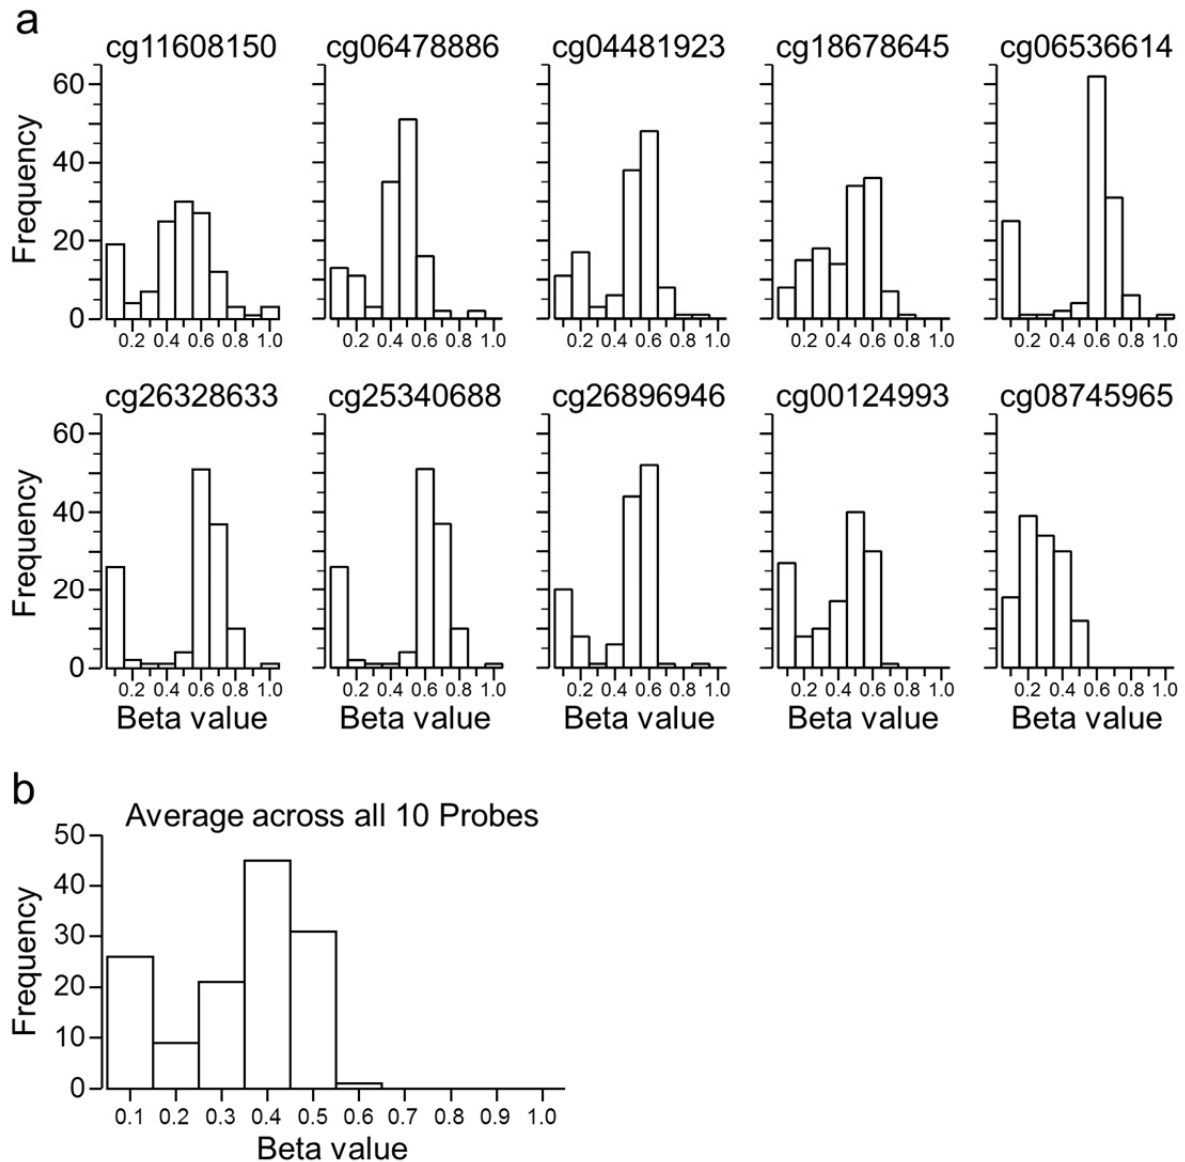 a
cg11608150 cg06478886 cg04481923 cg18678645 cg06536614
Frequency
60
40
20
0
0.2 0.4 0.6 0.8 1.0 0.2 0.4 0.6 0.8 1.0 0.2 0.4 0.6 0.8 1.0 0.2 0.4 0.6 0.8 1.0 0.2 0.4 0.6 0.8 1.0
cg26328633 cg25340688 cg26896946 cg00124993 cg08745965
Frequency
60
40
20
0
0.2 0.4 0.6 0.8 1.0 0.2 0.4 0.6 0.8 1.0 0.2 0.4 0.6 0.8 1.0 0.2 0.4 0.6 0.8 1.0 0.2 0.4 0.6 0.8 1.0
Beta value Beta value Beta value Beta value Beta value
b
Average across all 10 Probes
Frequency
50
40
30
20
10
0
0.1 0.2 0.3 0.4 0.5 0.6 0.7 0.8 0.9 1.0
Beta value